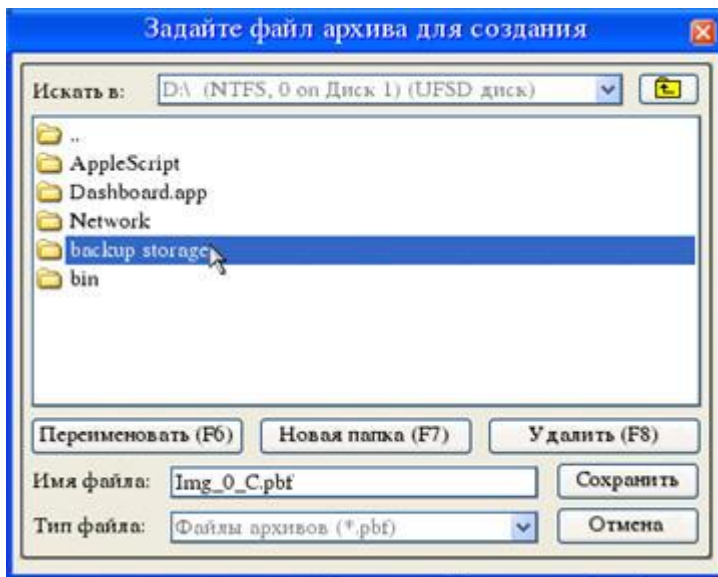 Задайте файл архива для создания
Искать в: D:\ (NTFS, 0 on Диск 1) (UFSD диск)
..
AppleScript
Dashboard.app
Network
backup storage
bin
Переименовать (F6) Новая папка (F7) Удалить (F8)
Имя файла: Img_0_C.pbf Сохранить
Тип файла: Файлы архивов (*.pbf) Отмена